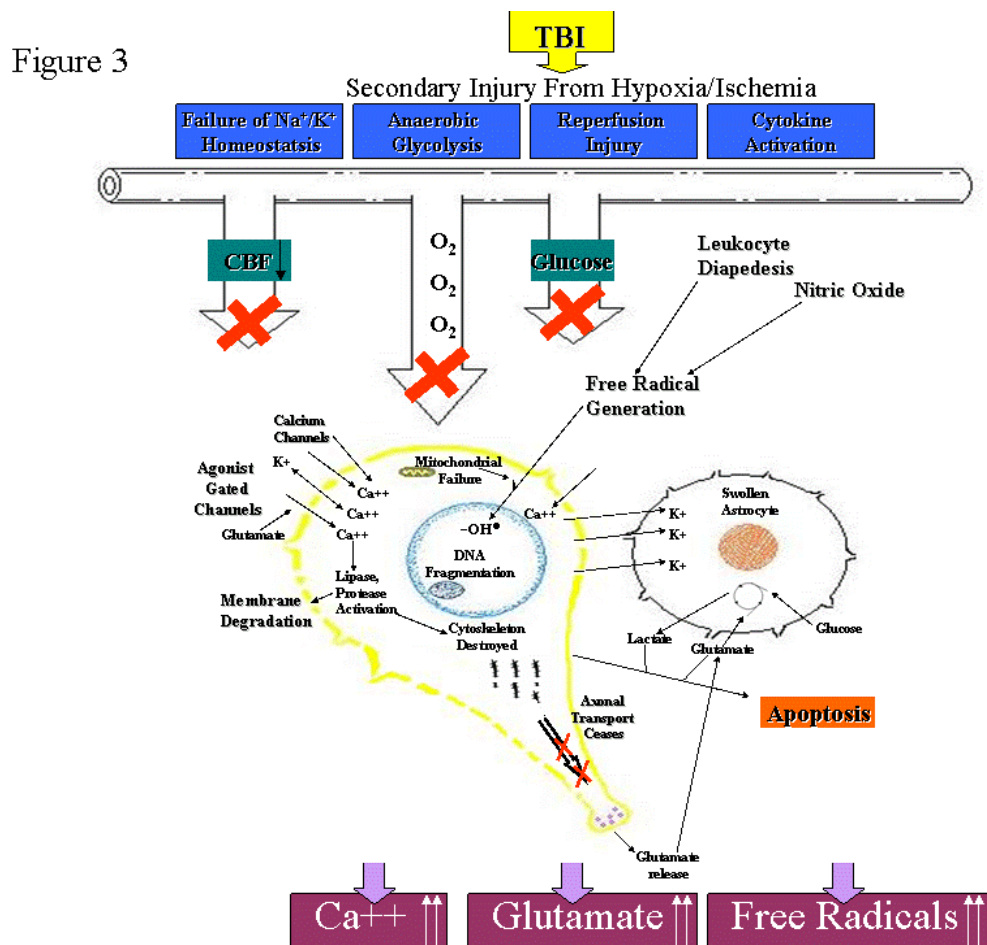 Figure 3
TBI
Secondary Injury From Hypoxia/Ischemia
Failure of Na⁺/K⁺
Homeostatsis
Anaerobic
Glycolysis
Reperfusion
Injury
Cytokine
Activation
CBF
O₂
O₂
O₂
Glucose
Leukocyte
Diapedesis
Nitric Oxide
Free Radical
Generation
Calcium
Channels
K+
Agonist
Gated
Channels
Glutamate
Ca++
Ca++
Ca++
Mitochondrial
Failure
Ca++
–OH
DNA
Fragmentation
Lipase,
Protease
Activation
Membrane
Degradation
Cytoskeleton
Destroyed
Swollen
Astrocyte
K+
K+
K+
Lactate
Glutamate
Glucose
Apoptosis
Axonal
Transport
Ceases
Glutamate
release
Ca++
Glutamate
Free Radicals